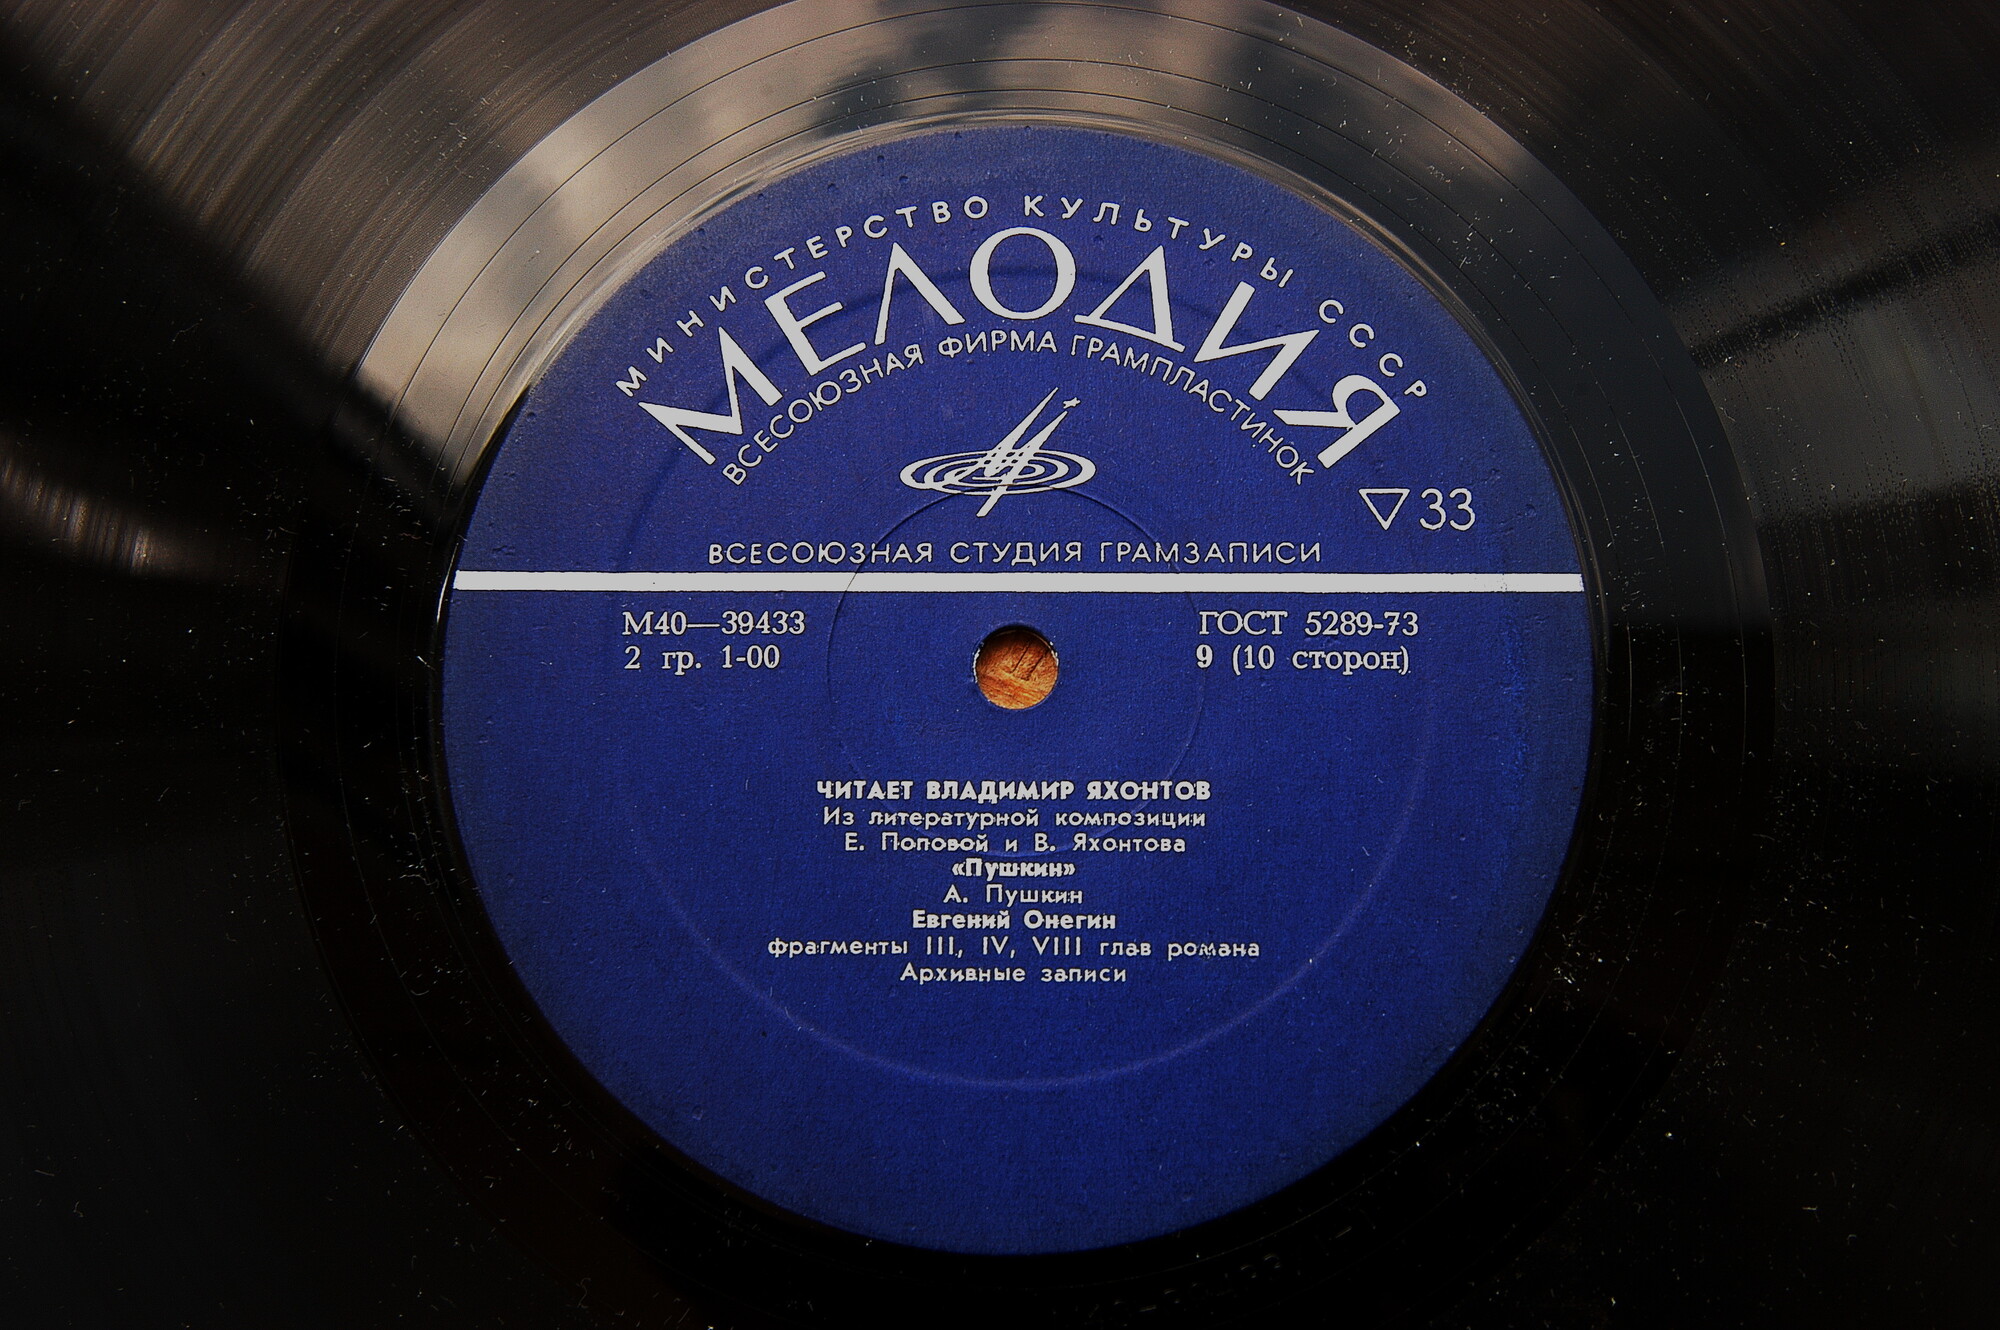 МИНИСТЕРСТВО КУЛЬТУРЫ СССР
МЕЛОДИЯ
ВСЕСОЮЗНАЯ ФИРМА ГРАМПЛАСТИНОК
▽33
ВСЕСОЮЗНАЯ СТУДИЯ ГРАМЗАПИСИ
М40—39433
ГОСТ 5289-73
2 гр. 1-00
9 (10 сторон)
ЧИТАЕТ ВЛАДИМИР ЯХОНТОВ
Из литературной композиции
Е. Поповой и В. Яхонтова
«Пушкин»
А. Пушкин
Евгений Онегин
фрагменты III, IV, VIII глав романа
Архивные записи